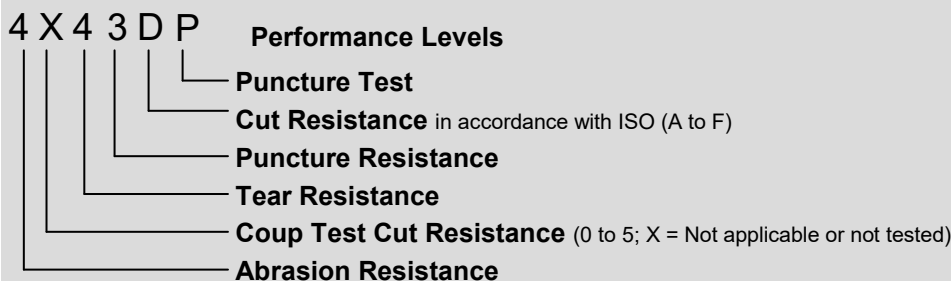 4 X 4 3 D P Performance Levels
Puncture Test
Cut Resistance in accordance with ISO (A to F)
Puncture Resistance
Tear Resistance
Coup Test Cut Resistance (0 to 5; X = Not applicable or not tested)
Abrasion Resistance